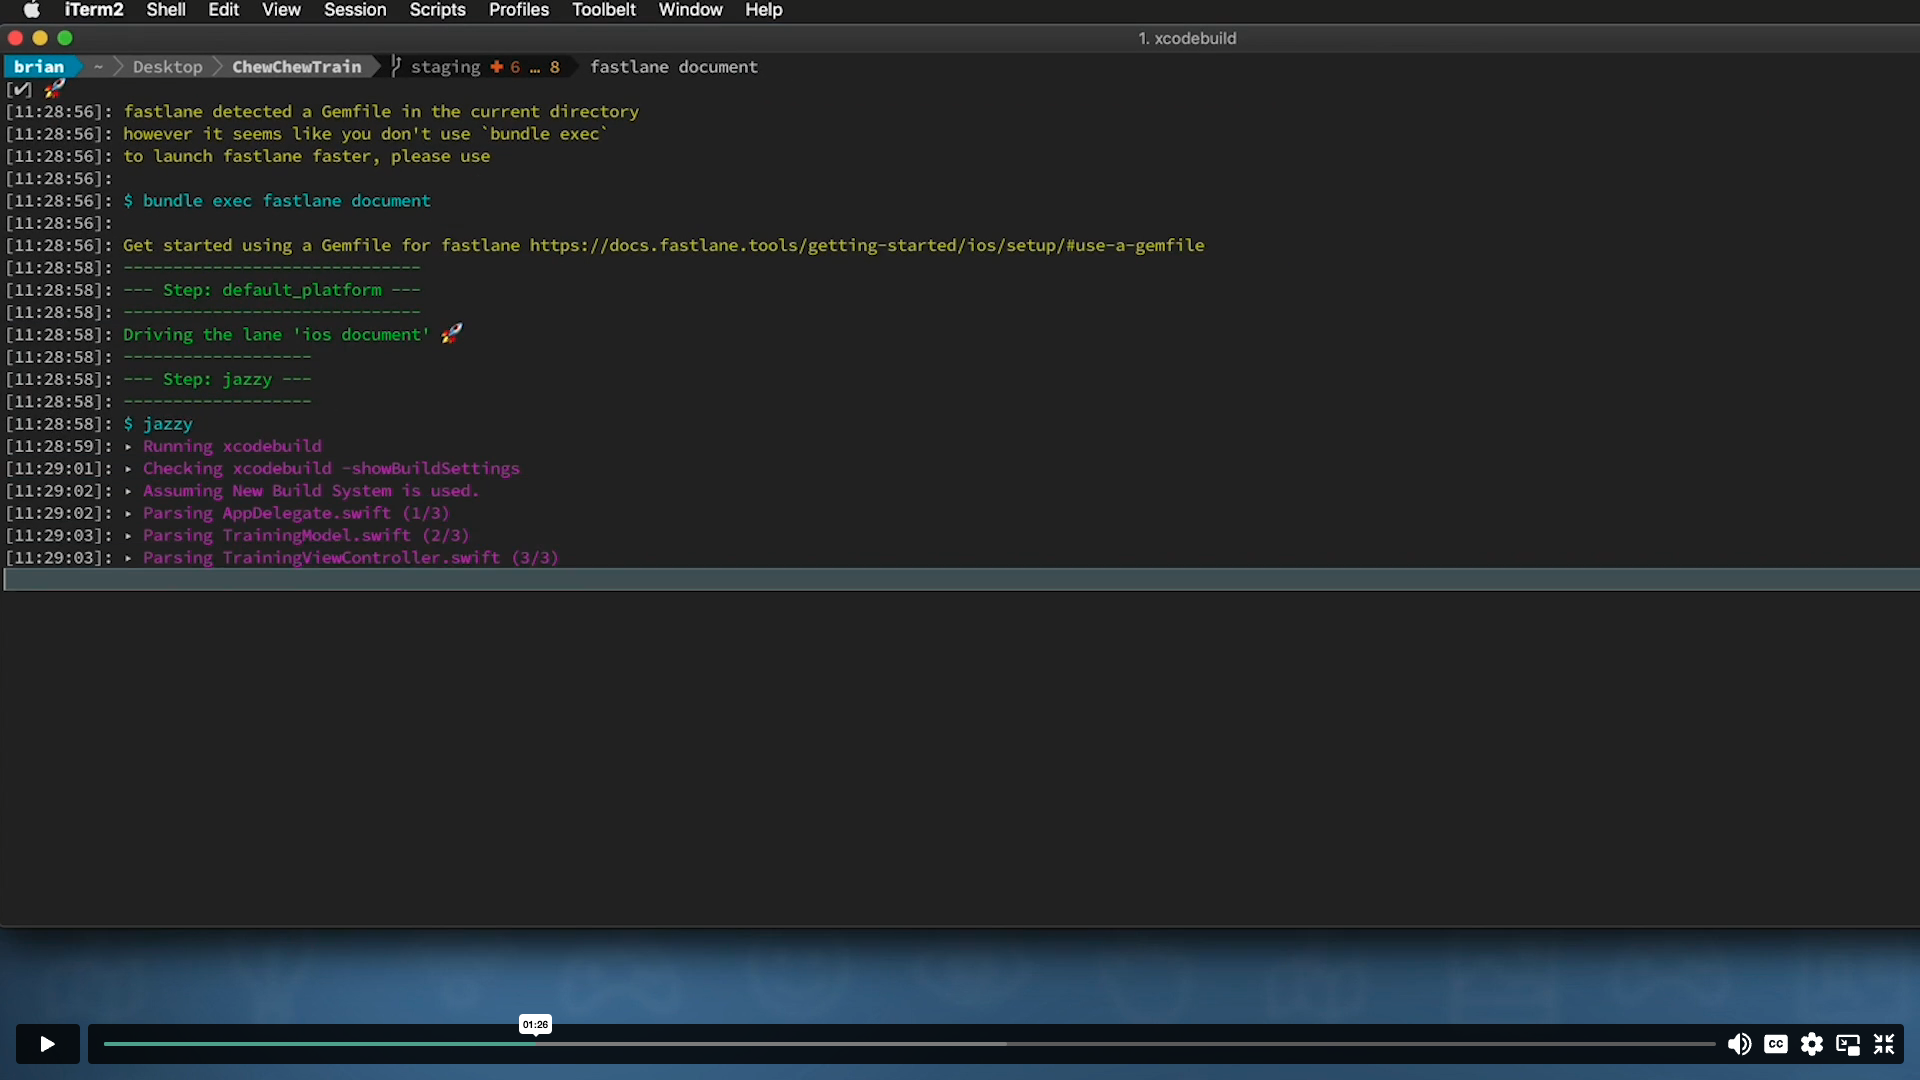 iTerm2 Shell Edit View Session Scripts Profiles Toolbelt Window Help
1. xcodebuild
brian ~ Desktop ChewChewTrain staging ✚ 6 … 8 fastlane document
[✔] 🚀
[11:28:56]: fastlane detected a Gemfile in the current directory
[11:28:56]: however it seems like you don't use `bundle exec`
[11:28:56]: to launch fastlane faster, please use
[11:28:56]:
[11:28:56]: $ bundle exec fastlane document
[11:28:56]:
[11:28:56]: Get started using a Gemfile for fastlane https://docs.fastlane.tools/getting-started/ios/setup/#use-a-gemfile
[11:28:58]: ------------------------------
[11:28:58]: --- Step: default_platform ---
[11:28:58]: ------------------------------
[11:28:58]: Driving the lane 'ios document' 🚀
[11:28:58]: -------------------
[11:28:58]: --- Step: jazzy ---
[11:28:58]: -------------------
[11:28:58]: $ jazzy
[11:28:59]: ▸ Running xcodebuild
[11:29:01]: ▸ Checking xcodebuild -showBuildSettings
[11:29:02]: ▸ Assuming New Build System is used.
[11:29:02]: ▸ Parsing AppDelegate.swift (1/3)
[11:29:03]: ▸ Parsing TrainingModel.swift (2/3)
[11:29:03]: ▸ Parsing TrainingViewController.swift (3/3)
01:26
CC